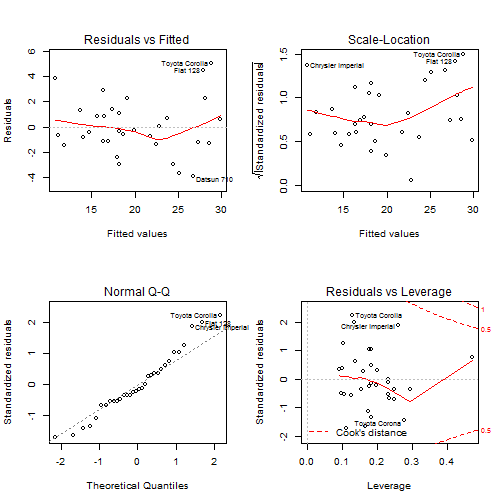 Residuals vs Fitted
Toyota Corolla
Fiat 128
Datsun 710
Residuals
6
4
2
0
-2
-4
15 20 25 30
Fitted values
Scale-Location
Toyota Corolla
Fiat 128
Chrysler Imperial
√|Standardized residuals|
1.5
1.0
0.5
0.0
15 20 25 30
Fitted values
Normal Q-Q
Toyota Corolla
Fiat 128
Chrysler Imperial
Standardized residuals
2
1
0
-1
-2 -1 0 1 2
Theoretical Quantiles
Residuals vs Leverage
Toyota Corolla
Chrysler Imperial
Toyota Corona
Cook's distance
1
0.5
0.5
Standardized residuals
2
1
0
-1
-2
0.0 0.1 0.2 0.3 0.4
Leverage